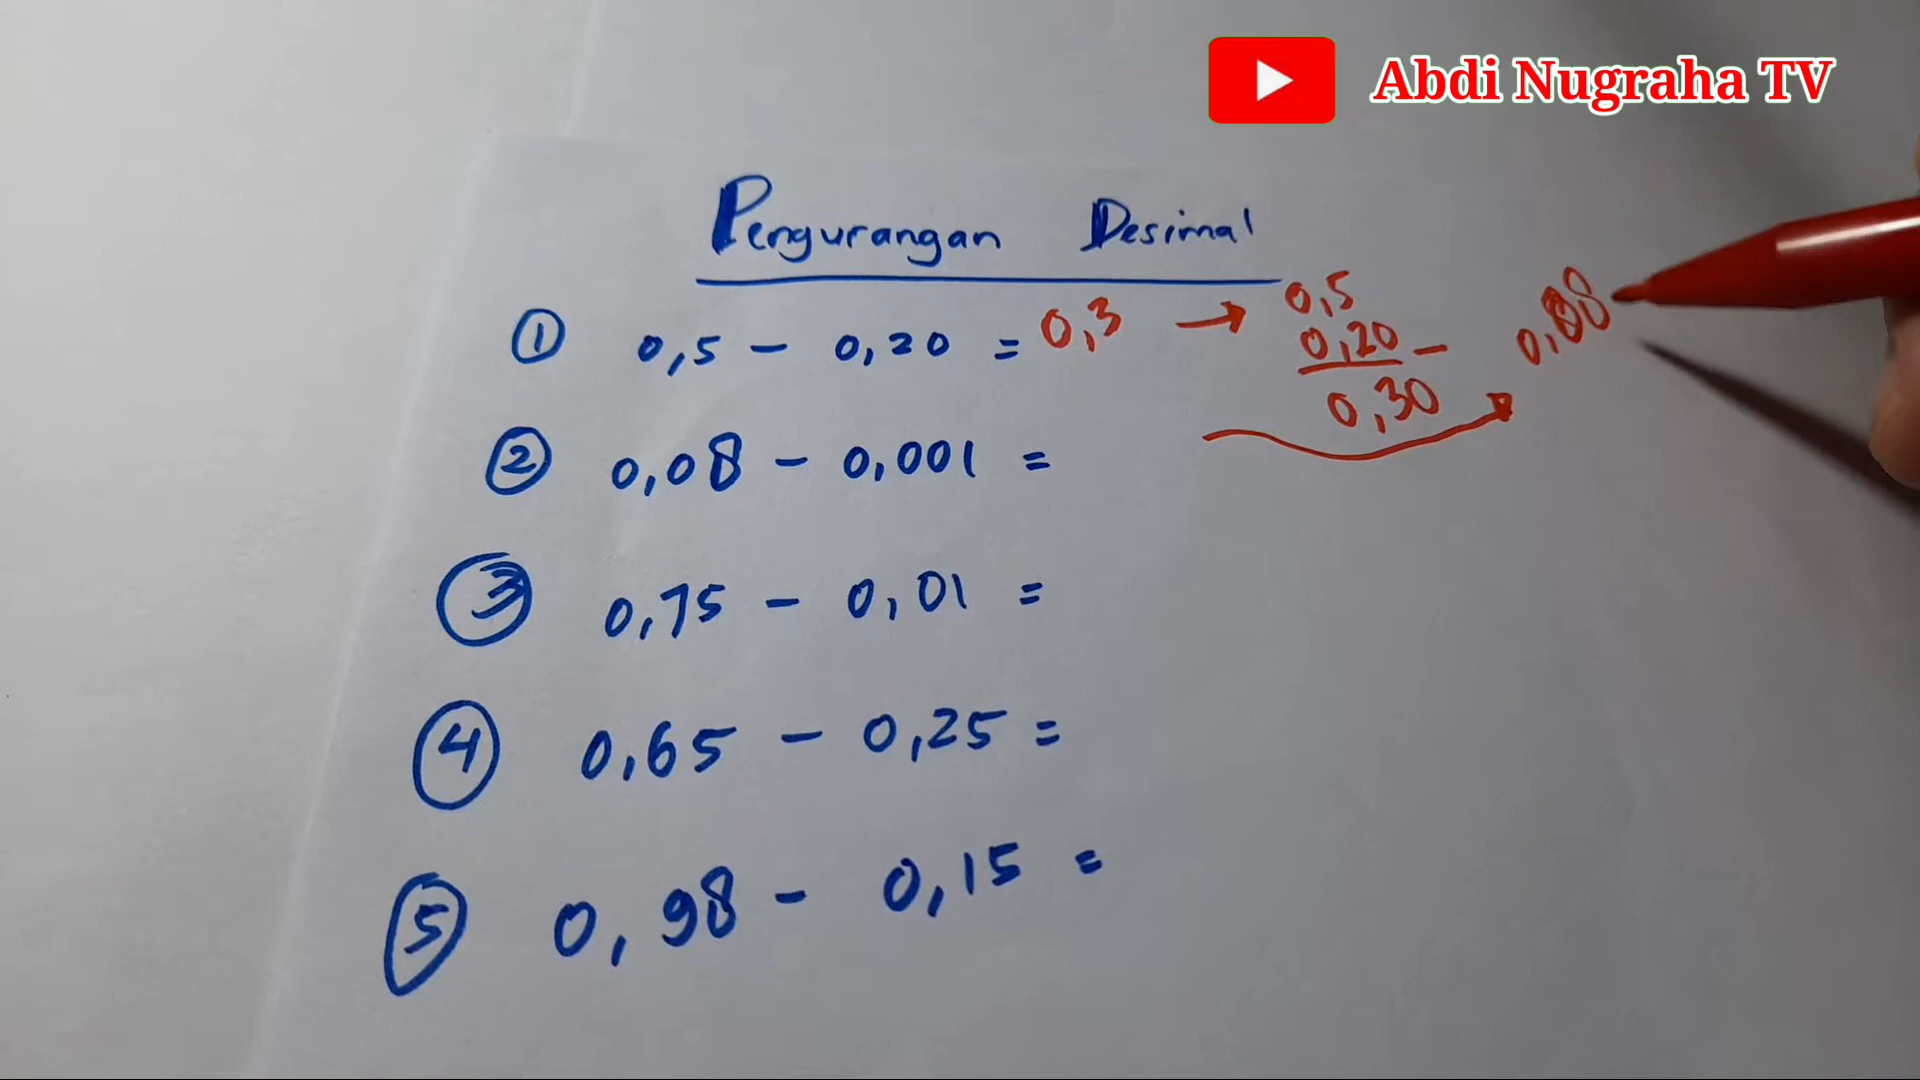 Abdi Nugraha TV
Pengurangan Desimal
① 0,5 - 0,20 = 0,3 → 0,5
0,20 -
0,30
0,08
② 0,08 - 0,001 =
③ 0,75 - 0,01 =
④ 0,65 - 0,25 =
⑤ 0,98 - 0,15 =